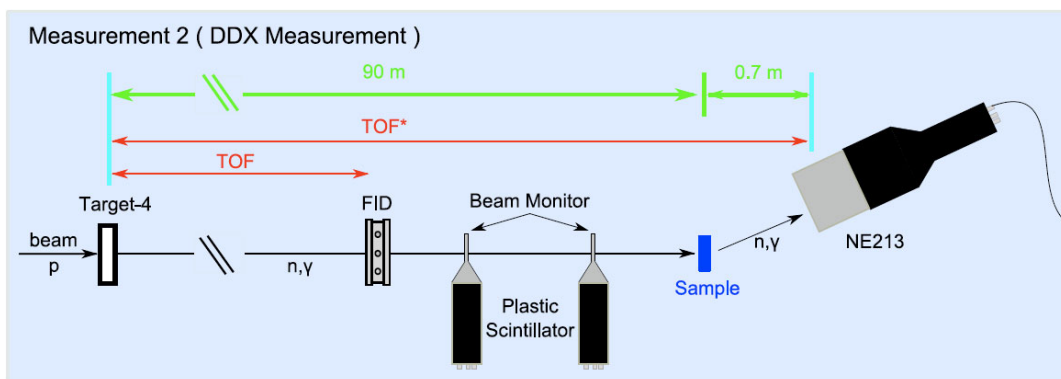 Measurement 2 ( DDX Measurement )
90 m
0.7 m
TOF*
TOF
Target-4
FID
Beam Monitor
beam
p
n,γ
n,γ
NE213
Plastic
Scintillator
Sample